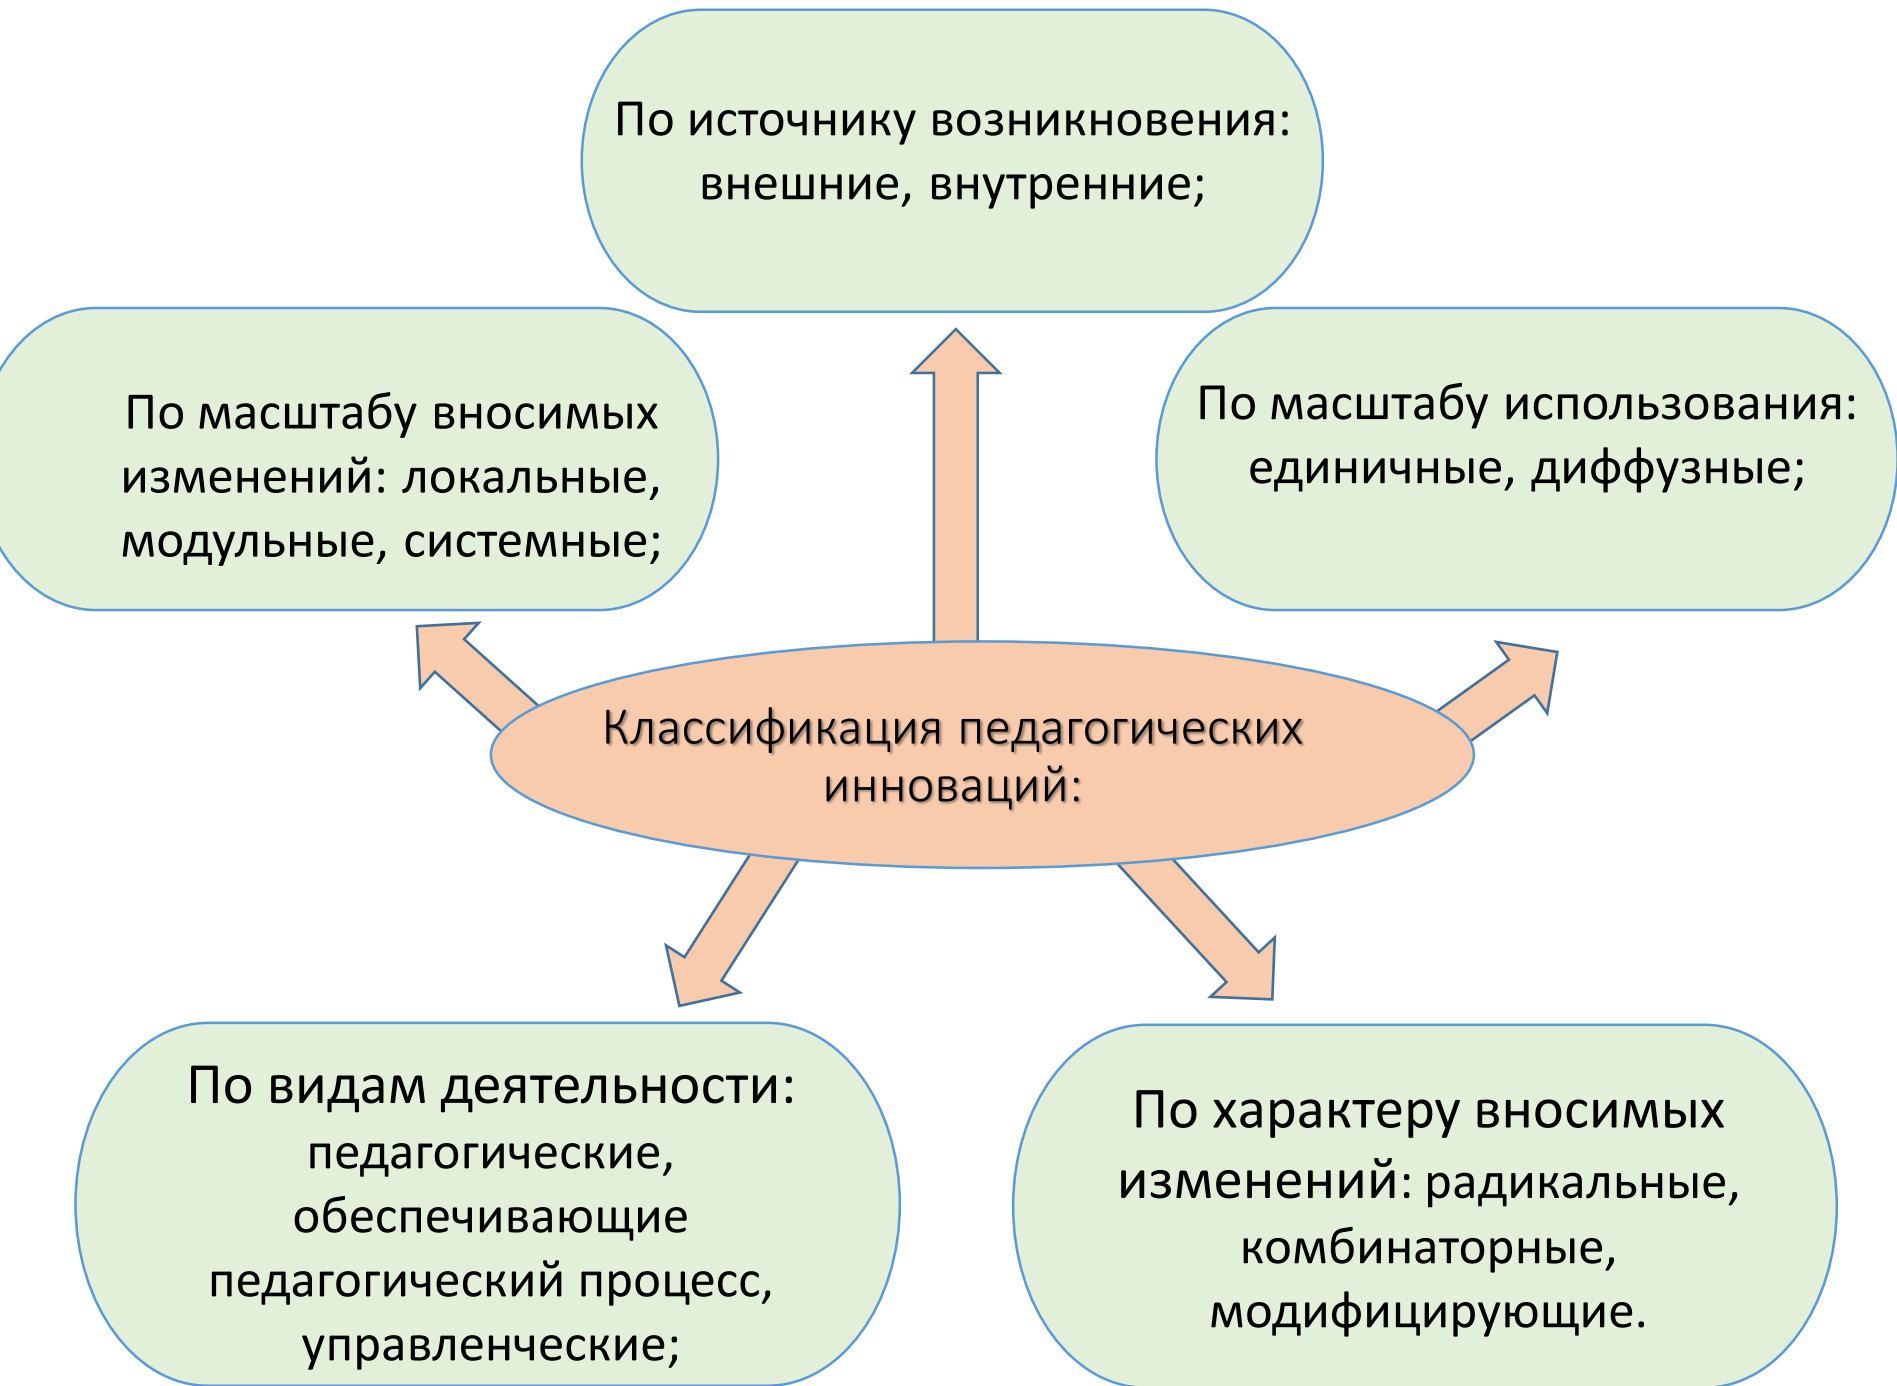 По источнику возникновения:
внешние, внутренние;
По масштабу вносимых
изменений: локальные,
модульные, системные;
По масштабу использования:
единичные, диффузные;
Классификация педагогических
инноваций:
По видам деятельности:
педагогические,
обеспечивающие
педагогический процесс,
управленческие;
По характеру вносимых
изменений: радикальные,
комбинаторные,
модифицирующие.